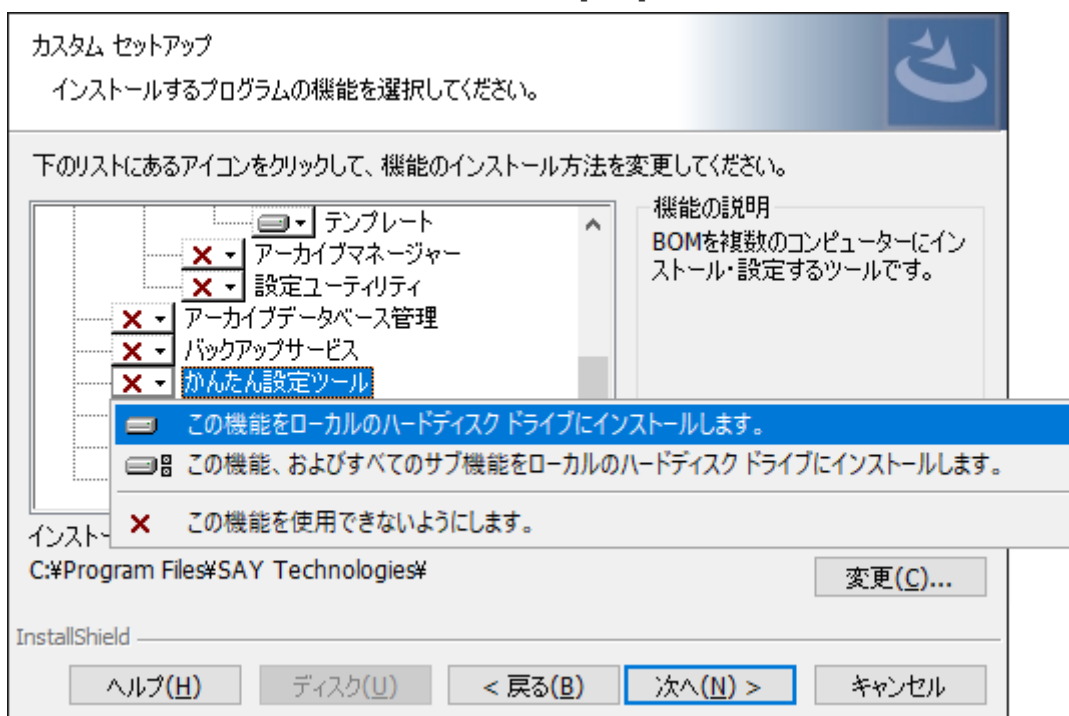 カスタム セットアップ
インストールするプログラムの機能を選択してください。
下のリストにあるアイコンをクリックして、機能のインストール方法を変更してください。
テンプレート
アーカイブマネージャー
設定ユーティリティ
アーカイブデータベース管理
バックアップサービス
かんたん設定ツール
機能の説明
BOMを複数のコンピューターにイン
ストール・設定するツールです。
この機能をローカルのハードディスク ドライブにインストールします。
この機能、およびすべてのサブ機能をローカルのハードディスク ドライブにインストールします。
この機能を使用できないようにします。
インストー
C:¥Program Files¥SAY Technologies¥
変更(C)...
InstallShield
ヘルプ(H)
ディスク(U)
< 戻る(B)
次へ(N) >
キャンセル